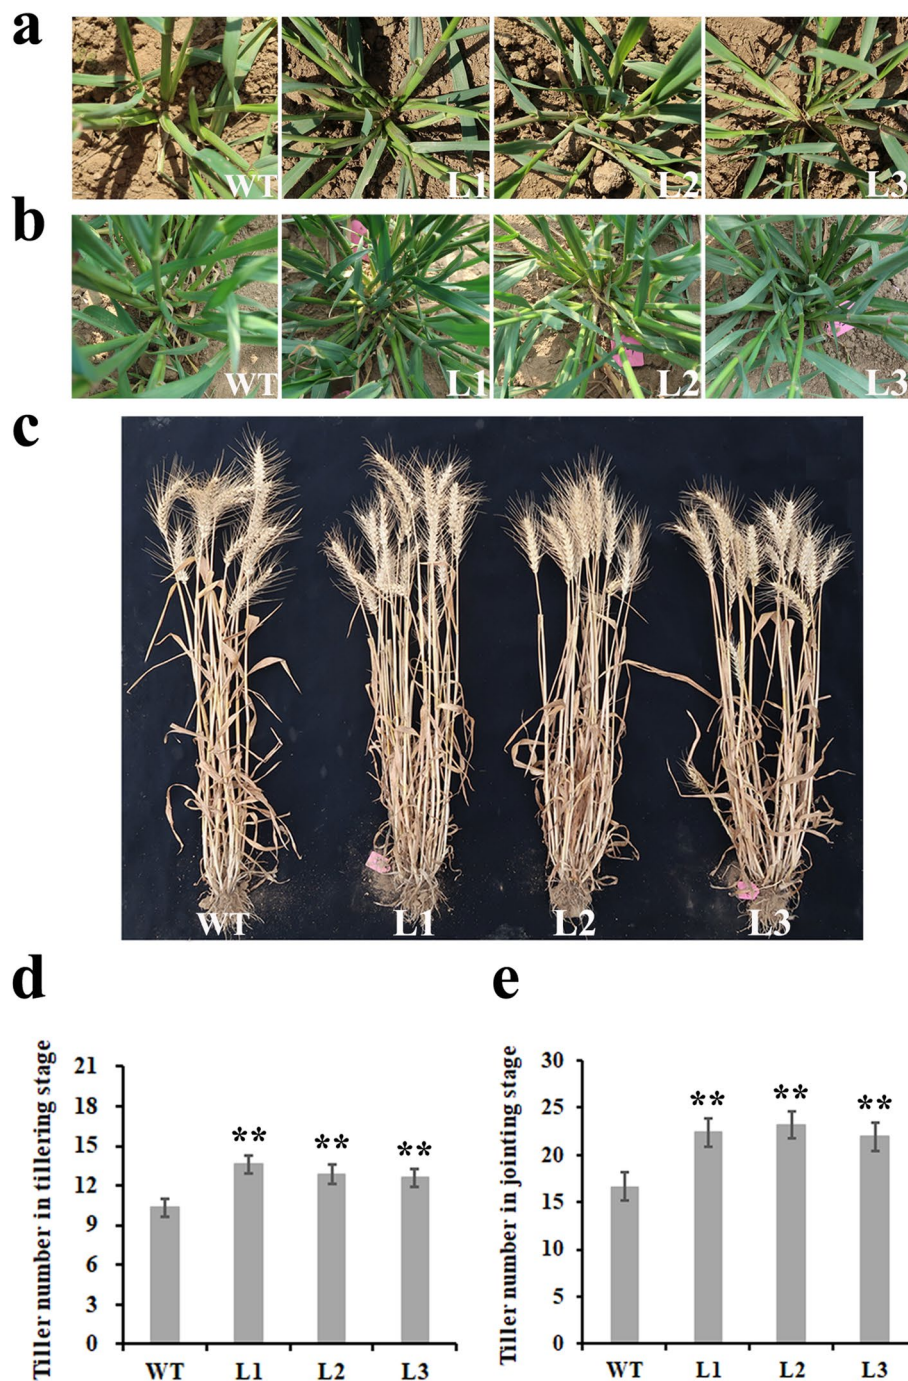 a
WT
L1
L2
L3
b
WT
L1
L2
L3
c
WT
L1
L2
L3
d
Tiller number in tillering stage
21
18
15
12
9
6
3
0
**
**
**
WT
L1
L2
L3
e
Tiller number in jointing stage
30
25
20
15
10
5
0
**
**
**
WT
L1
L2
L3